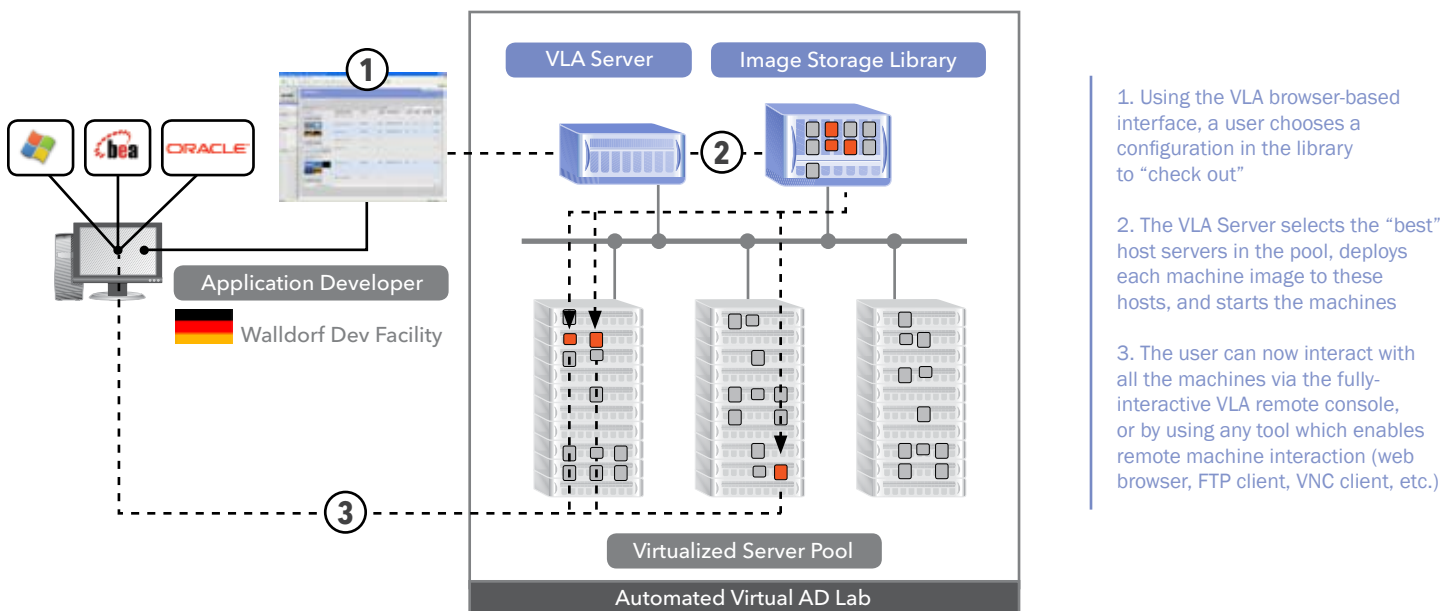 VLA Server
Image Storage Library
1
2
bea
ORACLE
Application Developer
Walldorf Dev Facility
3
Virtualized Server Pool
Automated Virtual AD Lab
1. Using the VLA browser-based
interface, a user chooses a
configuration in the library
to “check out”
2. The VLA Server selects the “best”
host servers in the pool, deploys
each machine image to these
hosts, and starts the machines
3. The user can now interact with
all the machines via the fully-
interactive VLA remote console,
or by using any tool which enables
remote machine interaction (web
browser, FTP client, VNC client, etc.)